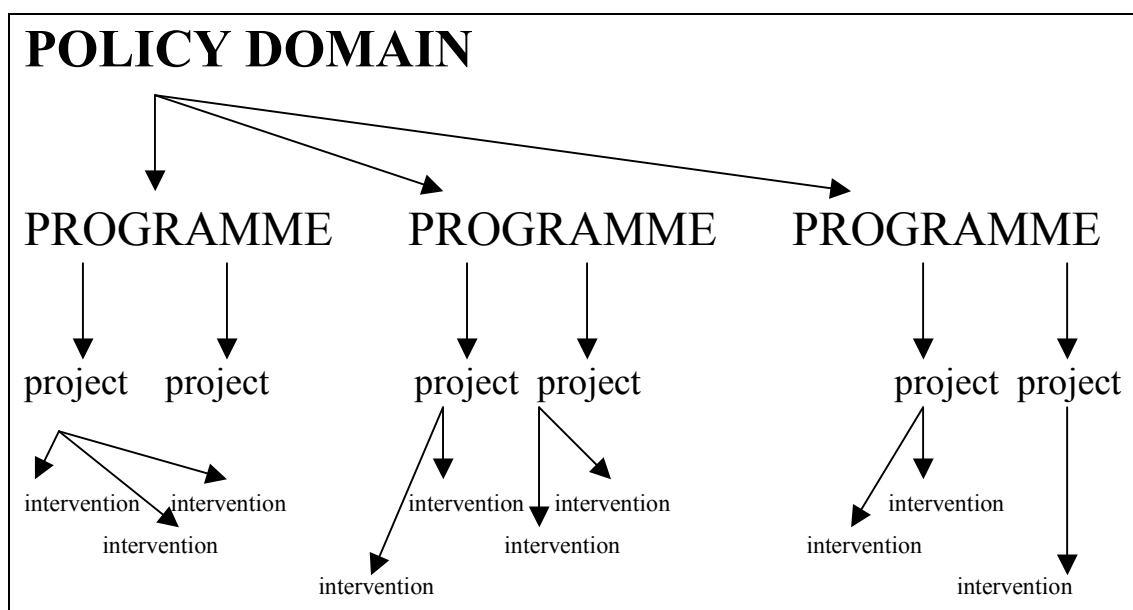 POLICY DOMAIN
PROGRAMME PROGRAMME PROGRAMME
project project project project project project
intervention intervention intervention intervention intervention
intervention intervention intervention
intervention intervention